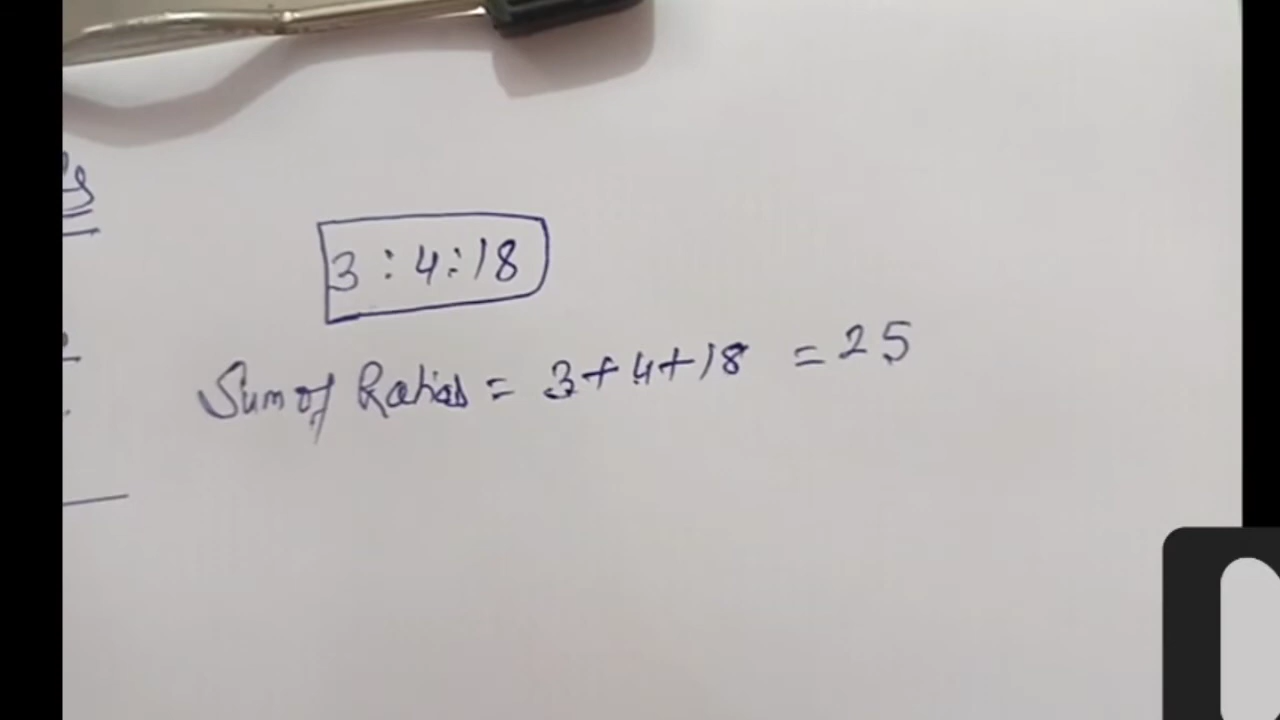 3 : 4 : 18
Sum of Ratios = 3 + 4 + 18 = 25